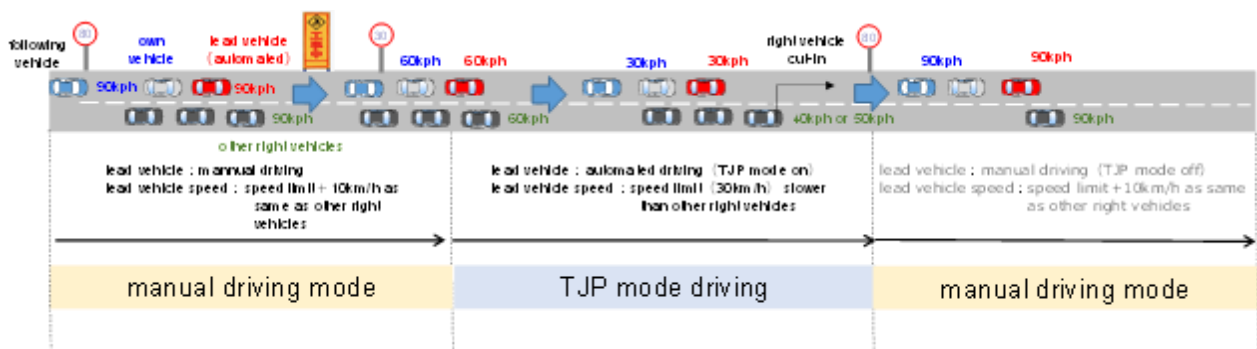 80
30
80
following
vehicle
own
vehicle
lead vehicle
(automated)
工事中
right vehicle
cut-in
90kph
90kph
90kph
60kph
60kph
60kph
30kph
30kph
40kph or 50kph
90kph
90kph
90kph
other right vehicles
lead vehicle : mannual driving
lead vehicle speed : speed limit + 10km/h as
same as other right
vehicles
lead vehicle : automated driving (TJP mode on)
lead vehicle speed : speed limit (30km/h) slower
than other right vehicles
lead vehicle : manual driving (TJP mode off)
lead vehicle speed : speed limit +10km/h as same
as other right vehicles
manual driving mode
TJP mode driving
manual driving mode